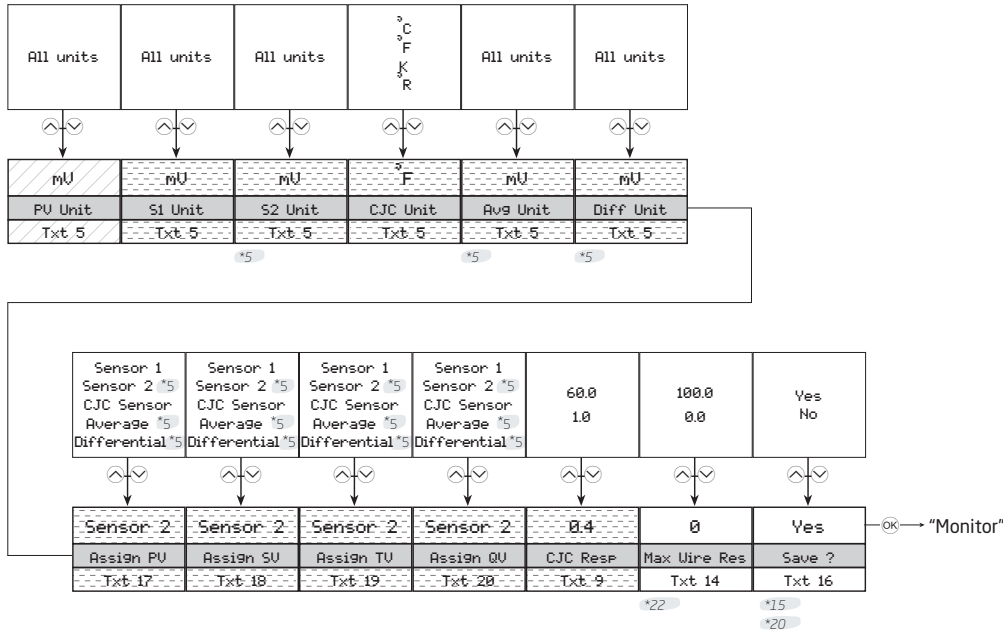 All units
All units
All units
°C
°F
K
°R
All units
All units
mV
mV
mV
°F
mV
mV
PV Unit
S1 Unit
S2 Unit
CJC Unit
Avg Unit
Diff Unit
Txt 5
Txt 5
Txt 5
Txt 5
Txt 5
Txt 5
*5
*5
*5
Sensor 1
Sensor 2 *5
CJC Sensor
Average *5
Differential *5
Sensor 1
Sensor 2 *5
CJC Sensor
Average *5
Differential *5
Sensor 1
Sensor 2 *5
CJC Sensor
Average *5
Differential *5
Sensor 1
Sensor 2 *5
CJC Sensor
Average *5
Differential *5
60.0
1.0
100.0
0.0
Yes
No
Sensor 2
Sensor 2
Sensor 2
Sensor 2
0.4
0
Yes
OK
“Monitor”
Assign PV
Assign SV
Assign TV
Assign QV
CJC Resp
Max Wire Res
Save ?
Txt 17
Txt 18
Txt 19
Txt 20
Txt 9
Txt 14
Txt 16
*22
*15
*20